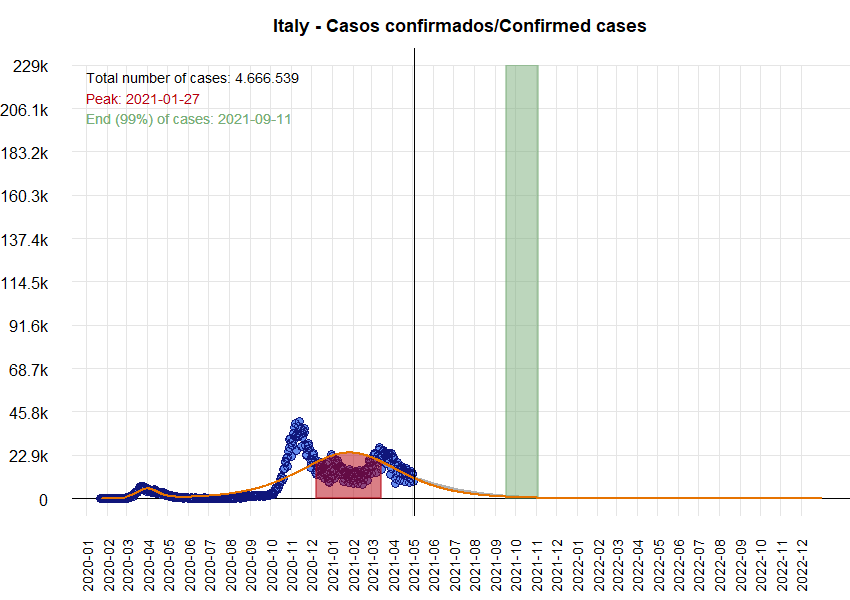 Italy - Casos confirmados/Confirmed cases
Total number of cases: 4.666.539
Peak: 2021-01-27
End (99%) of cases: 2021-09-11
229k
206.1k
183.2k
160.3k
137.4k
114.5k
91.6k
68.7k
45.8k
22.9k
0
2020-01
2020-02
2020-03
2020-04
2020-05
2020-06
2020-07
2020-08
2020-09
2020-10
2020-11
2020-12
2021-01
2021-02
2021-03
2021-04
2021-05
2021-06
2021-07
2021-08
2021-09
2021-10
2021-11
2021-12
2022-01
2022-02
2022-03
2022-04
2022-05
2022-06
2022-07
2022-08
2022-09
2022-10
2022-11
2022-12